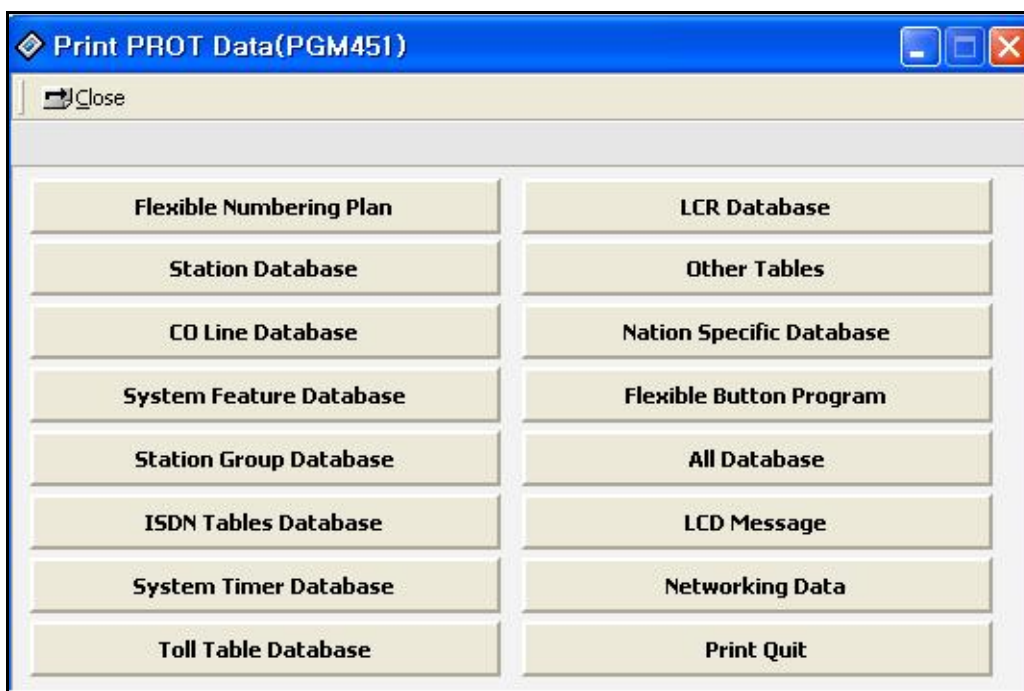 Print PROT Data(PGM451)
Close
Flexible Numbering Plan
LCR Database
Station Database
Other Tables
CO Line Database
Nation Specific Database
System Feature Database
Flexible Button Program
Station Group Database
All Database
ISDN Tables Database
LCD Message
System Timer Database
Networking Data
Toll Table Database
Print Quit